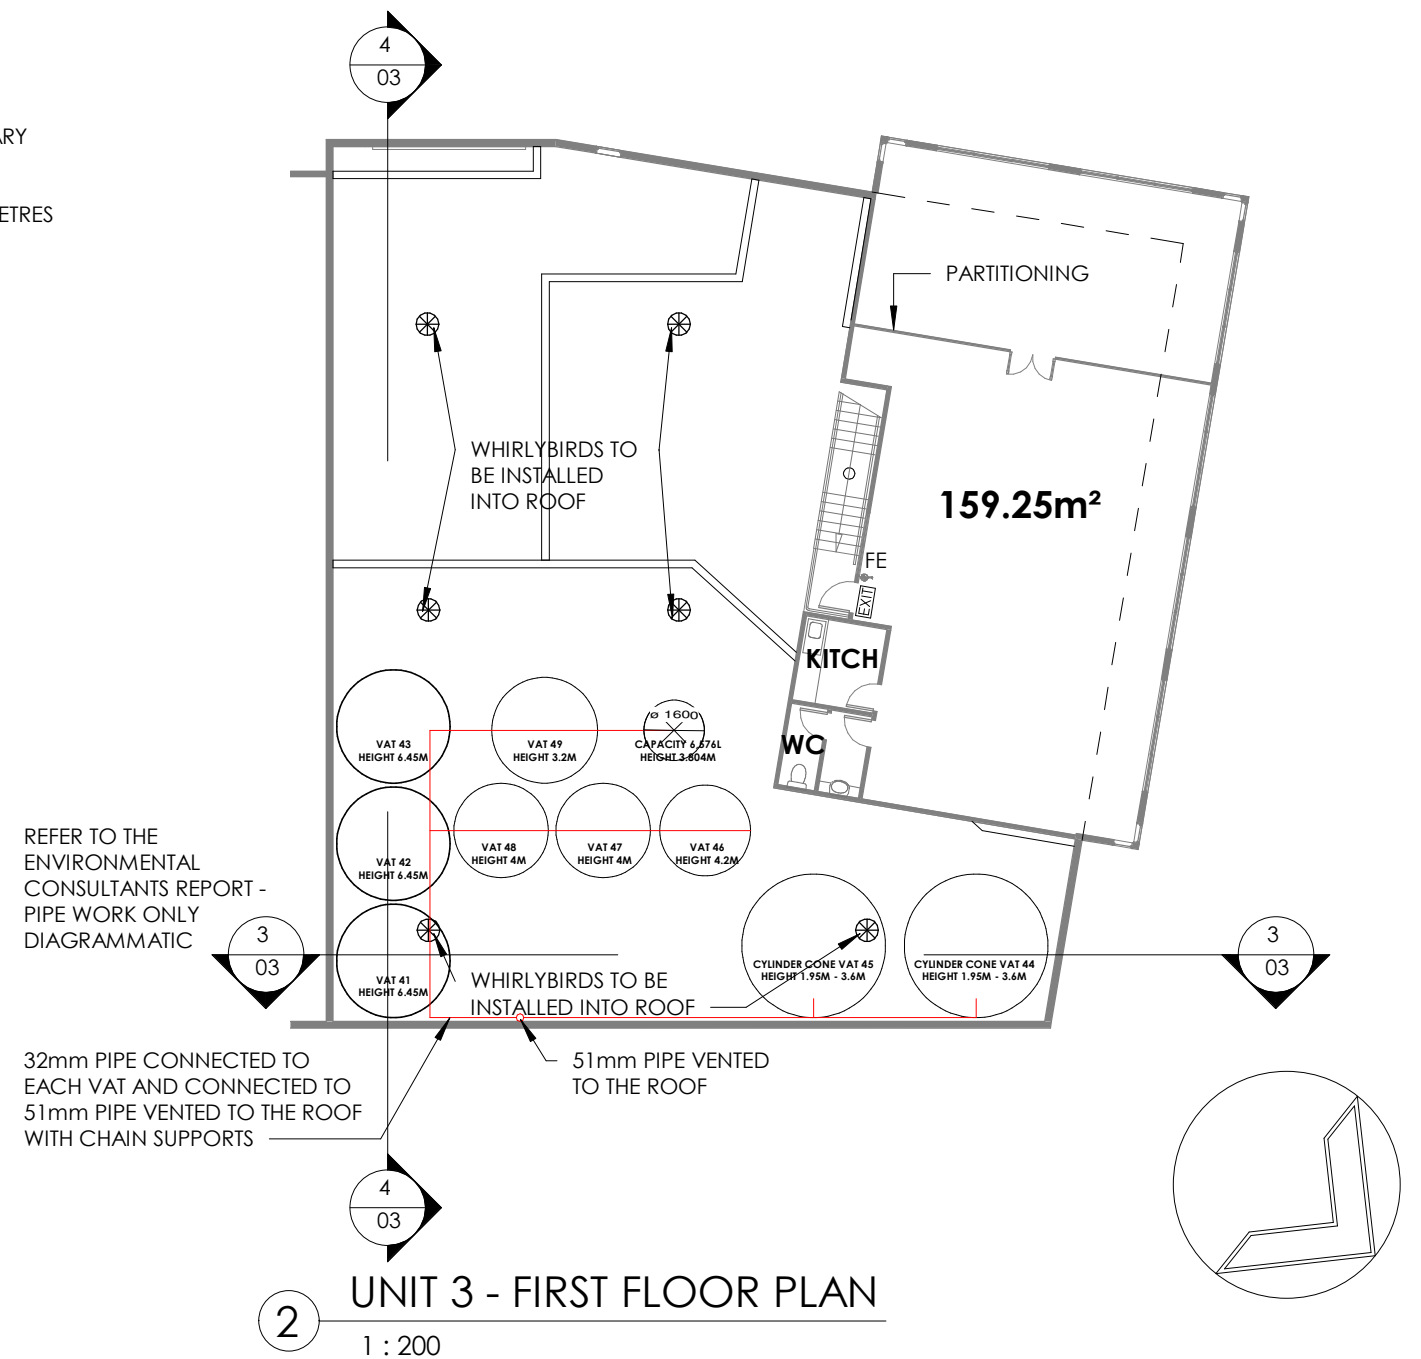 4
03
ARY
ETRES
PARTITIONING
WHIRLYBIRDS TO
BE INSTALLED
INTO ROOF
159.25m²
FE
EXIT
KITCH
WC
ø 1600
CAPACITY 6,576L
HEIGHT 3.804M
VAT 43
HEIGHT 6.45M
VAT 49
HEIGHT 3.2M
VAT 42
HEIGHT 6.45M
VAT 48
HEIGHT 4M
VAT 47
HEIGHT 4M
VAT 46
HEIGHT 4.2M
REFER TO THE
ENVIRONMENTAL
CONSULTANTS REPORT -
PIPE WORK ONLY
DIAGRAMMATIC
3
03
VAT 41
HEIGHT 6.45M
WHIRLYBIRDS TO BE
INSTALLED INTO ROOF
CYLINDER CONE VAT 45
HEIGHT 1.95M - 3.6M
CYLINDER CONE VAT 44
HEIGHT 1.95M - 3.6M
3
03
32mm PIPE CONNECTED TO
EACH VAT AND CONNECTED TO
51mm PIPE VENTED TO THE ROOF
WITH CHAIN SUPPORTS
51mm PIPE VENTED
TO THE ROOF
4
03
2
UNIT 3 - FIRST FLOOR PLAN
1 : 200